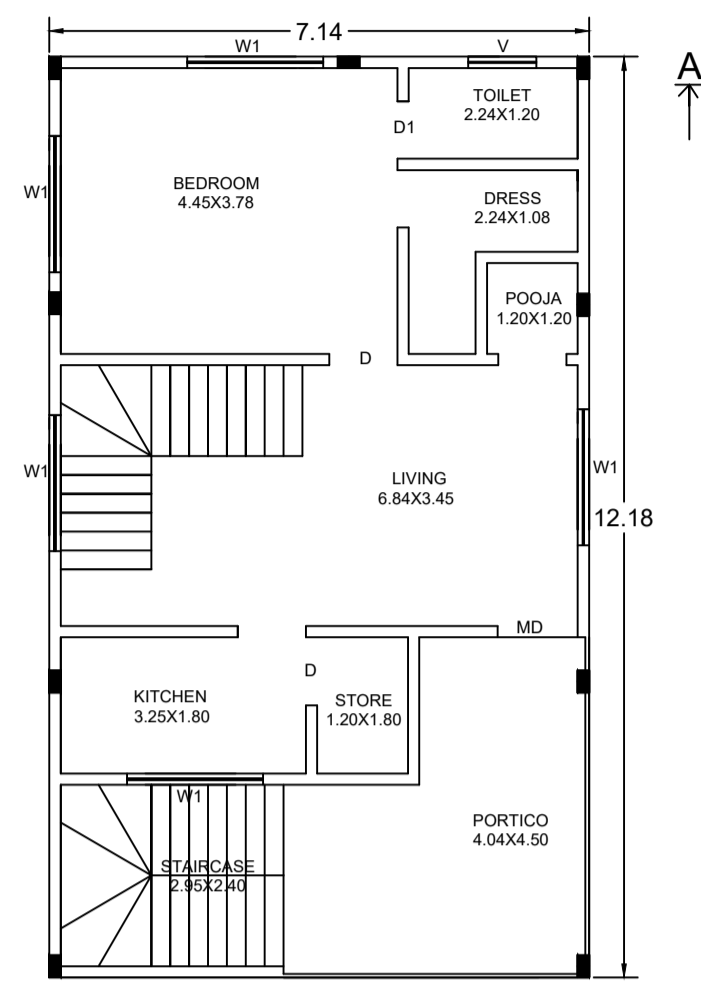 7.14
W1
V
A
TOILET
2.24X1.20
D1
BEDROOM
4.45X3.78
W1
DRESS
2.24X1.08
POOJA
1.20X1.20
D
W1
LIVING
6.84X3.45
W1
12.18
MD
D
KITCHEN
3.25X1.80
STORE
1.20X1.80
W1
PORTICO
4.04X4.50
STAIRCASE
2.95X2.40